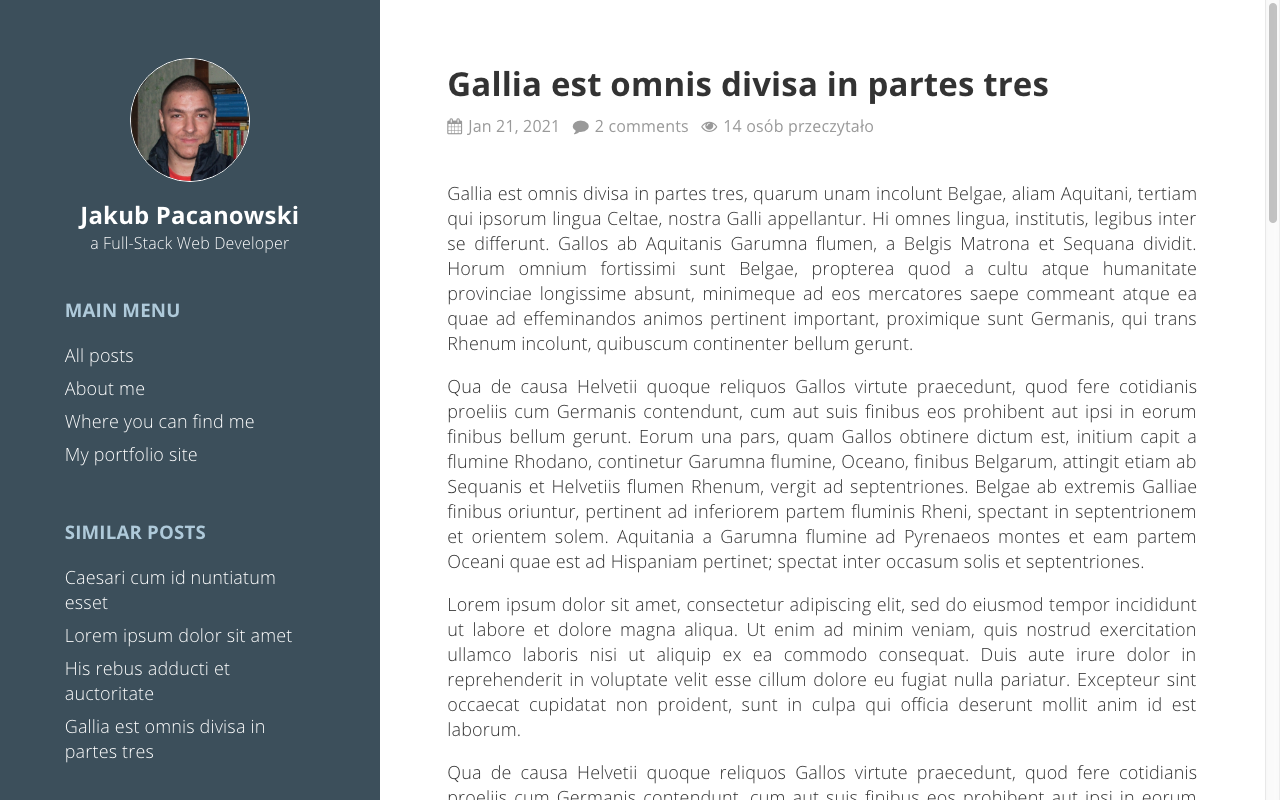 Jakub Pacanowski
a Full-Stack Web Developer
MAIN MENU
All posts
About me
Where you can find me
My portfolio site
SIMILAR POSTS
Caesari cum id nuntiatum
esset
Lorem ipsum dolor sit amet
His rebus adducti et
auctoritate
Gallia est omnis divisa in
partes tres
Gallia est omnis divisa in partes tres
Jan 21, 2021 2 comments 14 osób przeczytało
Gallia est omnis divisa in partes tres, quarum unam incolunt Belgae, aliam Aquitani, tertiam
qui ipsorum lingua Celtae, nostra Galli appellantur. Hi omnes lingua, institutis, legibus inter
se differunt. Gallos ab Aquitanis Garumna flumen, a Belgis Matrona et Sequana dividit.
Horum omnium fortissimi sunt Belgae, propterea quod a cultu atque humanitate
provinciae longissime absunt, minimeque ad eos mercatores saepe commeant atque ea
quae ad effeminandos animos pertinent important, proximique sunt Germanis, qui trans
Rhenum incolunt, quibuscum continenter bellum gerunt.
Qua de causa Helvetii quoque reliquos Gallos virtute praecedunt, quod fere cotidianis
proeliis cum Germanis contendunt, cum aut suis finibus eos prohibent aut ipsi in eorum
finibus bellum gerunt. Eorum una pars, quam Gallos obtinere dictum est, initium capit a
flumine Rhodano, continetur Garumna flumine, Oceano, finibus Belgarum, attingit etiam ab
Sequanis et Helvetiis flumen Rhenum, vergit ad septentriones. Belgae ab extremis Galliae
finibus oriuntur, pertinent ad inferiorem partem fluminis Rheni, spectant in septentrionem
et orientem solem. Aquitania a Garumna flumine ad Pyrenaeos montes et eam partem
Oceani quae est ad Hispaniam pertinet; spectat inter occasum solis et septentriones.
Lorem ipsum dolor sit amet, consectetur adipiscing elit, sed do eiusmod tempor incididunt
ut labore et dolore magna aliqua. Ut enim ad minim veniam, quis nostrud exercitation
ullamco laboris nisi ut aliquip ex ea commodo consequat. Duis aute irure dolor in
reprehenderit in voluptate velit esse cillum dolore eu fugiat nulla pariatur. Excepteur sint
occaecat cupidatat non proident, sunt in culpa qui officia deserunt mollit anim id est
laborum.
Qua de causa Helvetii quoque reliquos Gallos virtute praecedunt, quod fere cotidianis
proeliis cum Germanis contendunt, cum aut suis finibus eos prohibent aut ipsi in eorum